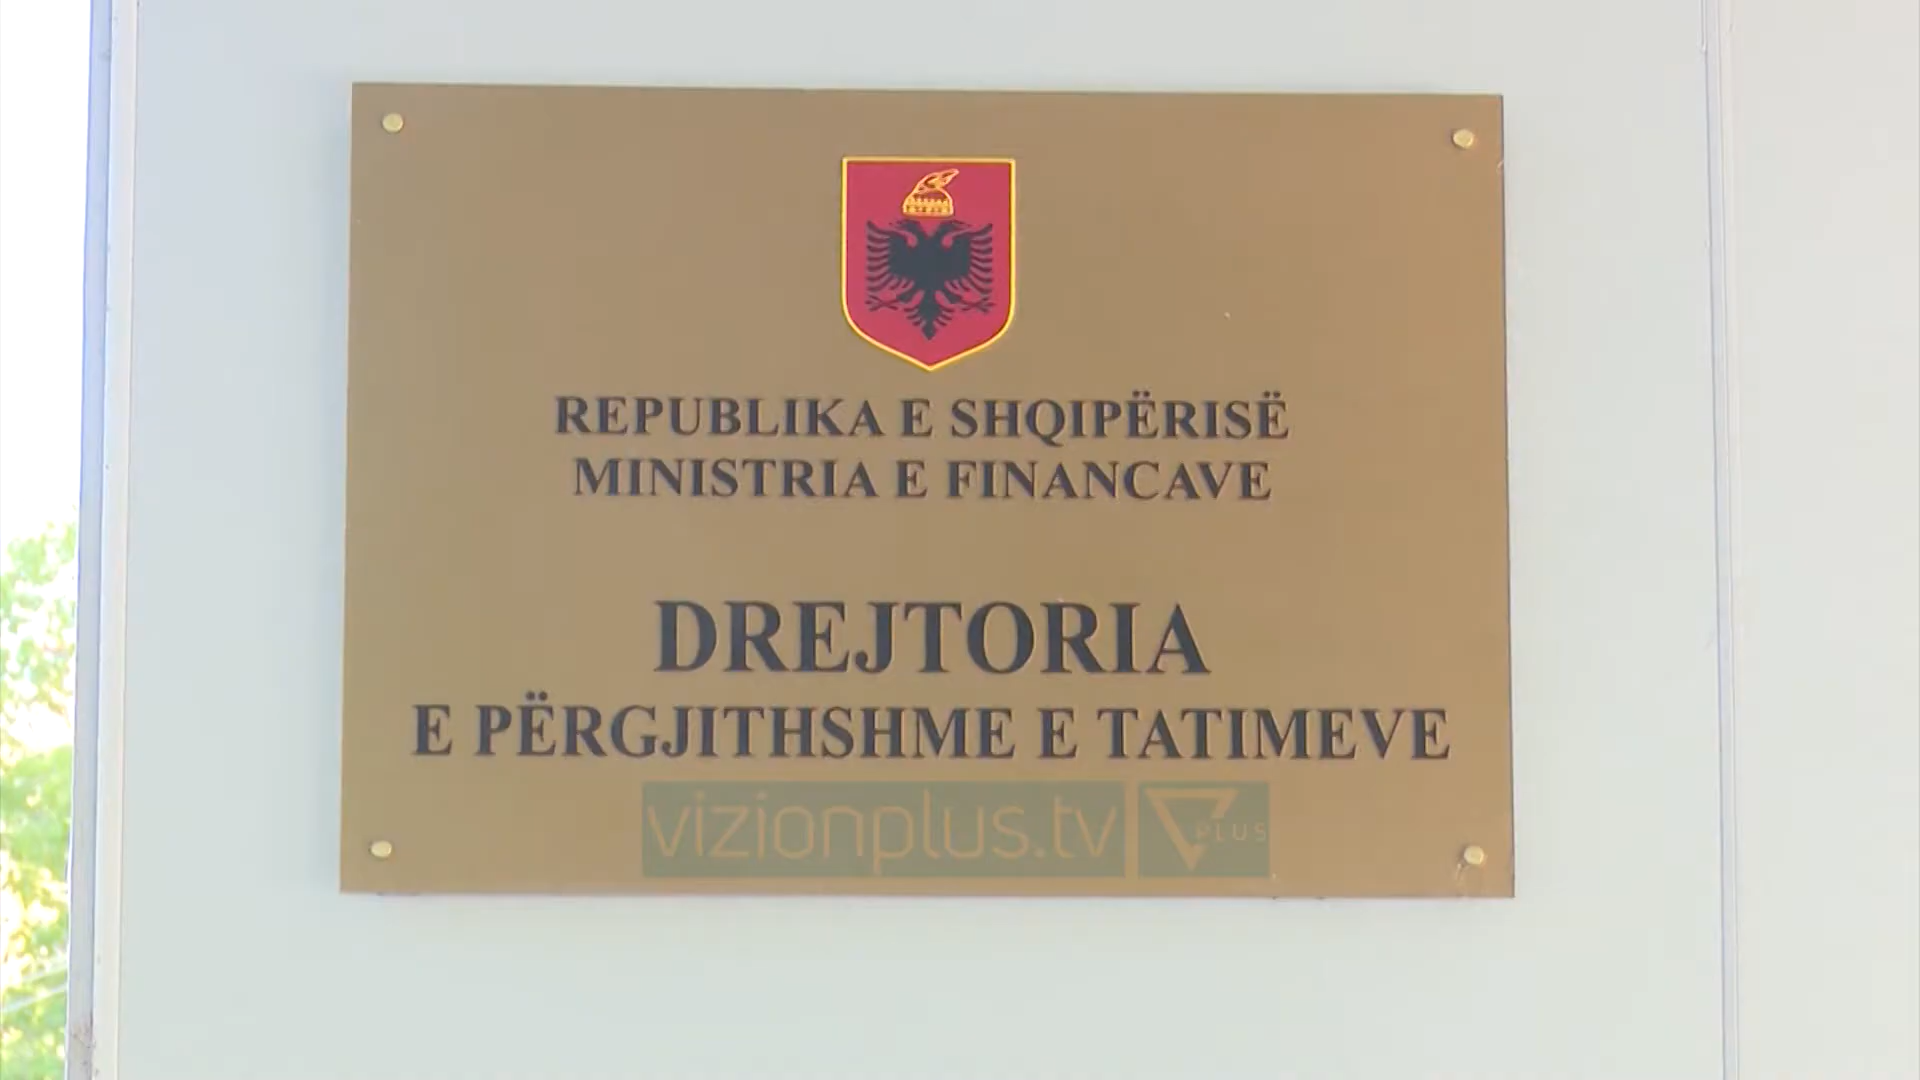 REPUBLIKA E SHQIPËRISË
MINISTRIA E FINANCAVE
DREJTORIA
E PËRGJITHSHME E TATIMEVE
vizionplus.tv PLUS